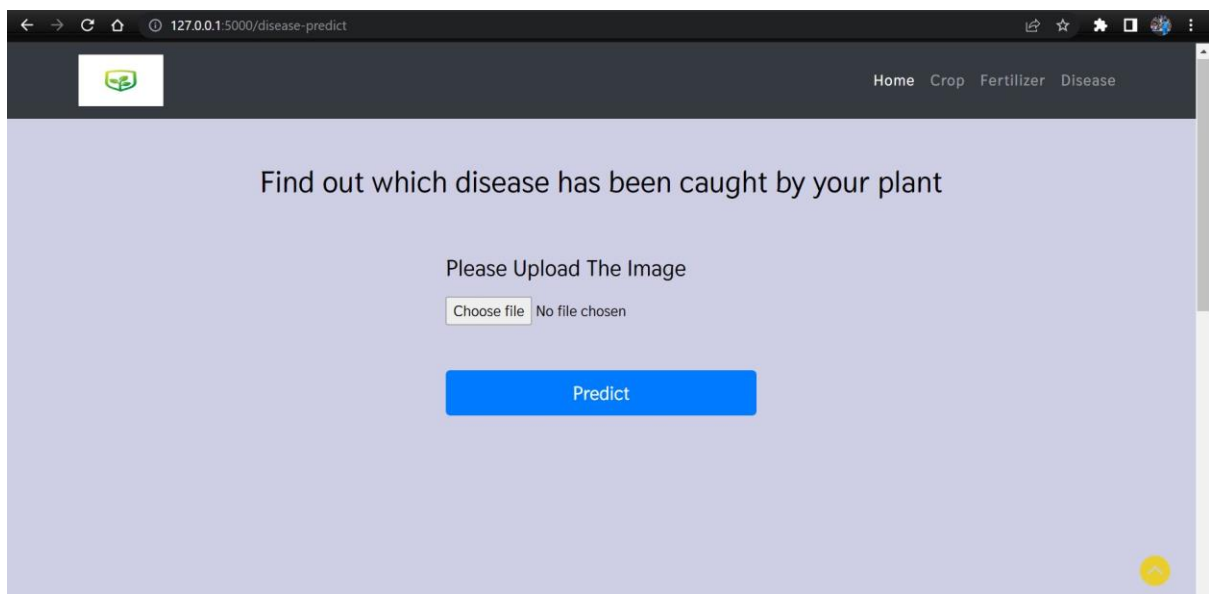 127.0.0.1:5000/disease-predict
Home Crop Fertilizer Disease
Find out which disease has been caught by your plant
Please Upload The Image
Choose file No file chosen
Predict